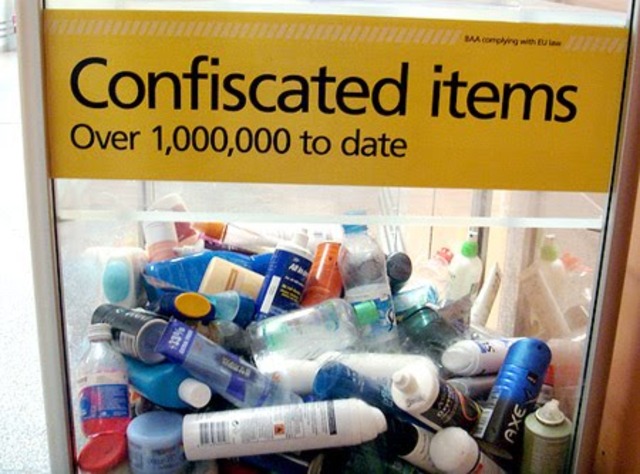 BAA complying with EU law
Confiscated items
Over 1,000,000 to date
AXE